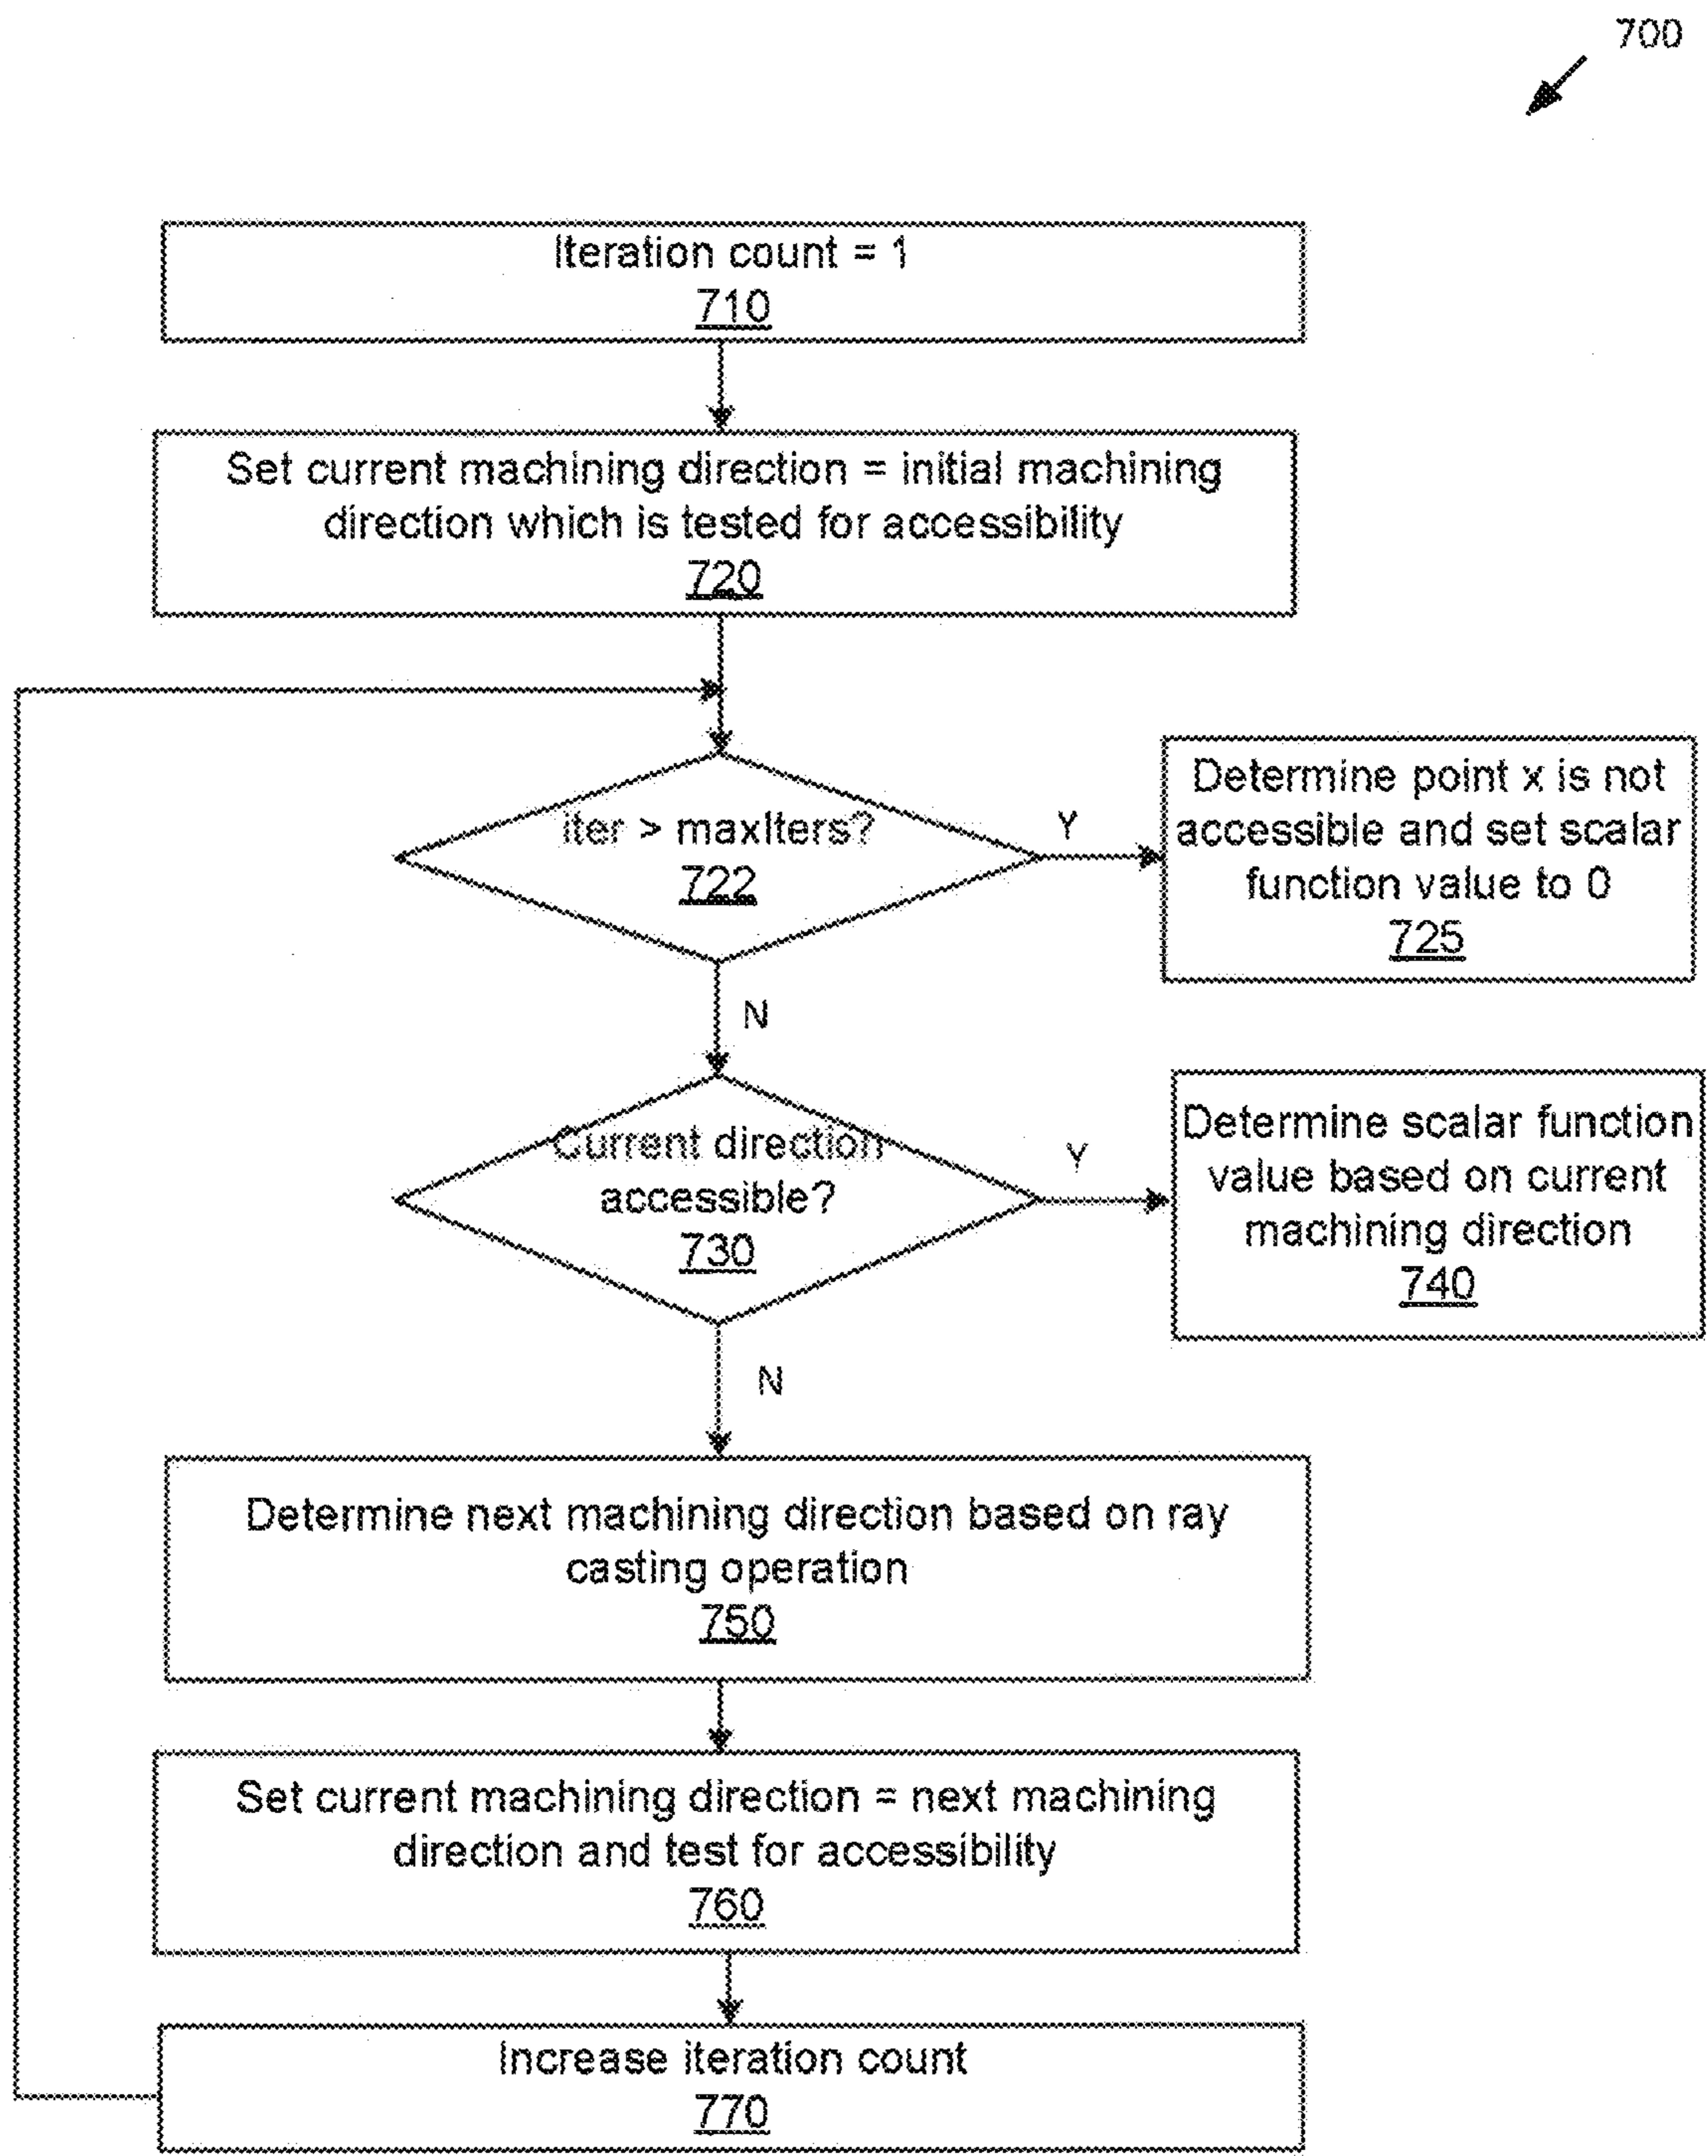 700
Iteration count = 1
710
Set current machining direction = initial machining
direction which is tested for accessibility
720
iter > maxIters?
722
Y
Determine point x is not
accessible and set scalar
function value to 0
725
N
Current direction
accessible?
730
Y
Determine scalar function
value based on current
machining direction
740
N
Determine next machining direction based on ray
casting operation
750
Set current machining direction = next machining
direction and test for accessibility
760
Increase iteration count
770